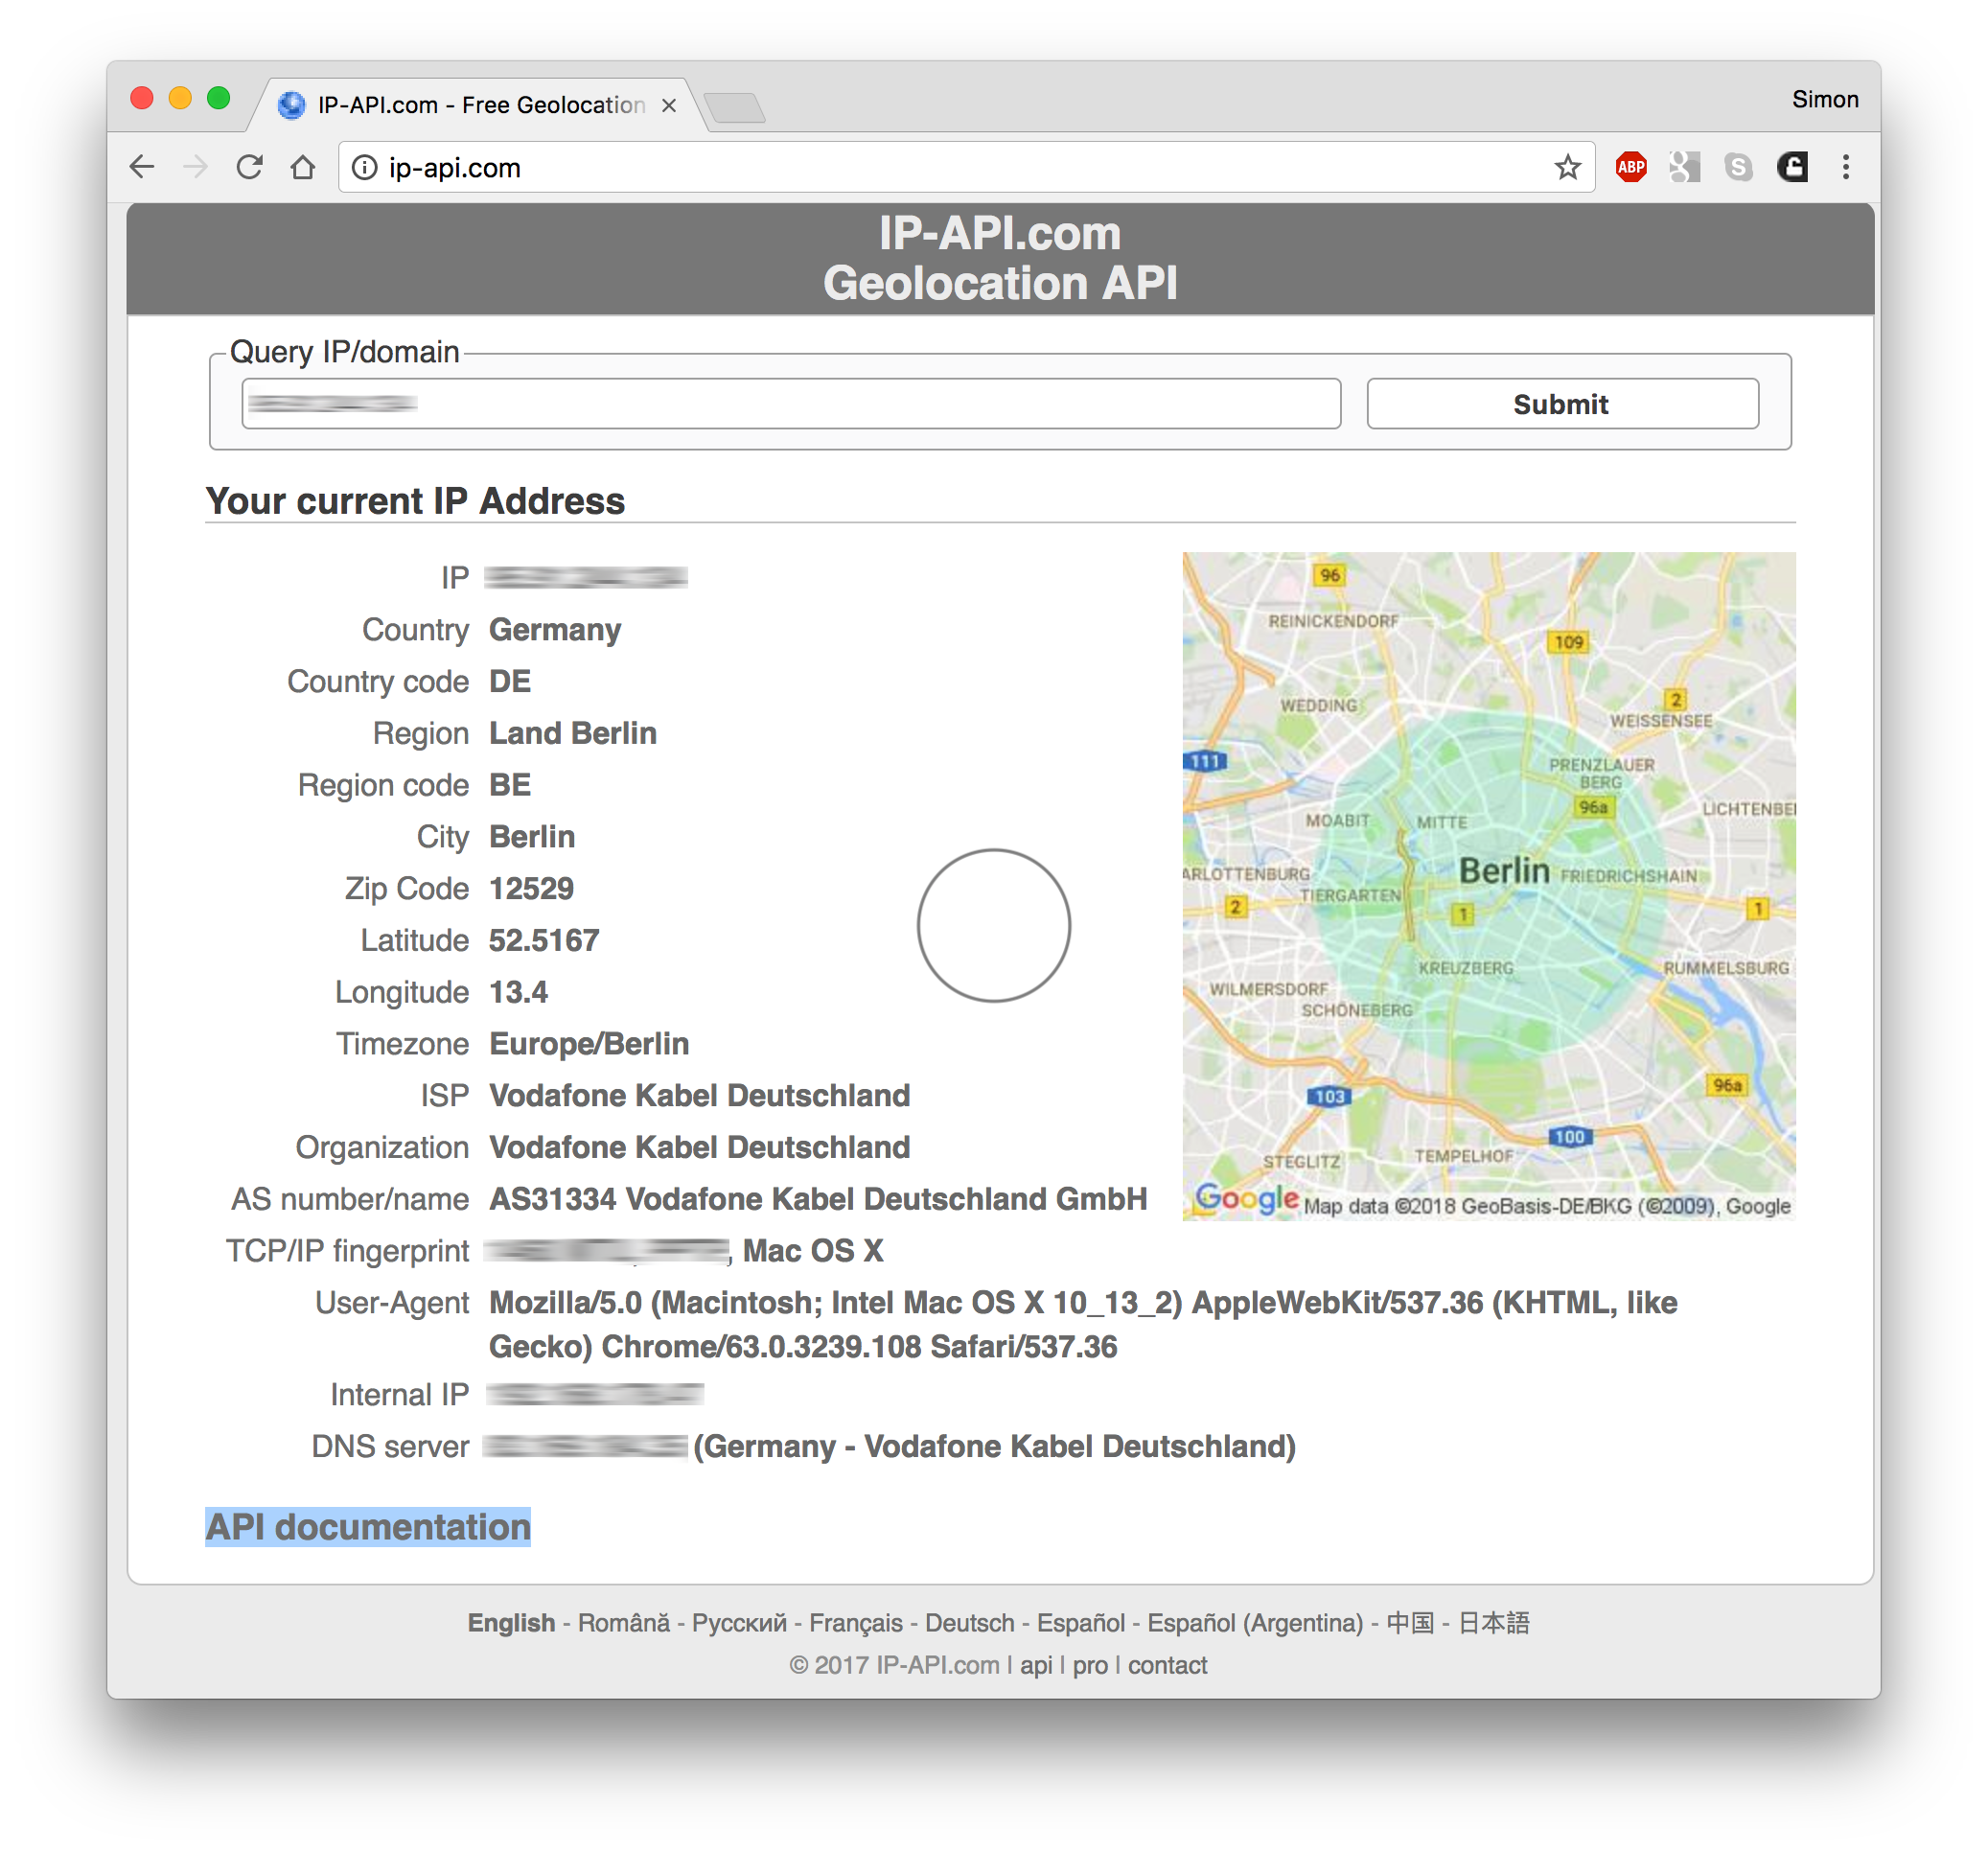 IP-API.com - Free Geolocation
Simon
ip-api.com
ABP
IP-API.com
Geolocation API
Query IP/domain
Submit
Your current IP Address
IP
Country Germany
Country code DE
Region Land Berlin
Region code BE
City Berlin
Zip Code 12529
Latitude 52.5167
Longitude 13.4
Timezone Europe/Berlin
ISP Vodafone Kabel Deutschland
Organization Vodafone Kabel Deutschland
AS number/name AS31334 Vodafone Kabel Deutschland GmbH
TCP/IP fingerprint , Mac OS X
User-Agent Mozilla/5.0 (Macintosh; Intel Mac OS X 10_13_2) AppleWebKit/537.36 (KHTML, like
Gecko) Chrome/63.0.3239.108 Safari/537.36
Internal IP
DNS server (Germany - Vodafone Kabel Deutschland)
96
REINICKENDORF
109
WEDDING
2
WEISSENSEE
111
PRENZLAUER
BERG
96a
LICHTENBE
MOABIT
MITTE
Berlin
ARLOTTENBURG
FRIEDRICHSHAIN
TIERGARTEN
2
1
1
KREUZBERG
RUMMELSBURG
WILMERSDORF
SCHÖNEBERG
96a
103
100
STEGLITZ
TEMPELHOF
Google
Map data ©2018 GeoBasis-DE/BKG (©2009), Google
API documentation
English - Română - Русский - Français - Deutsch - Español - Español (Argentina) - 中国 - 日本語
© 2017 IP-API.com | api | pro | contact